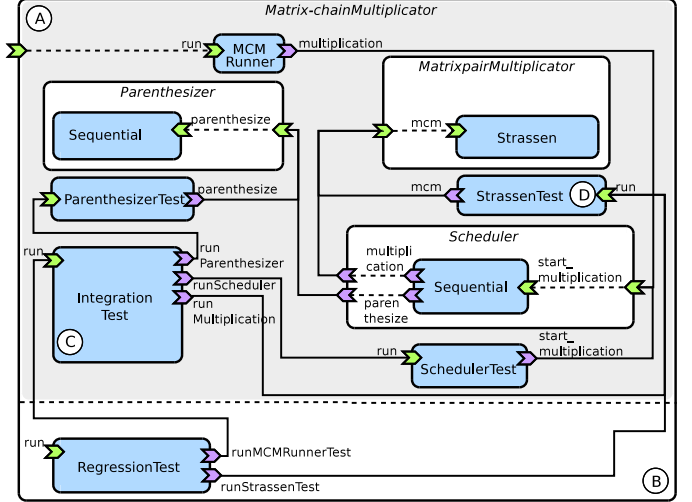 A
Matrix-chainMultiplicator
run
MCM
Runner
multiplication
Parenthesizer
Sequential
parenthesize
MatrixpairMultiplicator
mcm
Strassen
ParenthesizerTest
parenthesize
mcm
StrassenTest
D
run
run
Integration
Test
C
run
Parenthesizer
runScheduler
run
Multiplication
Scheduler
multipli
cation
paren
thesize
Sequential
start_
multiplication
run
SchedulerTest
start_
multiplication
run
RegressionTest
runMCMRunnerTest
runStrassenTest
B